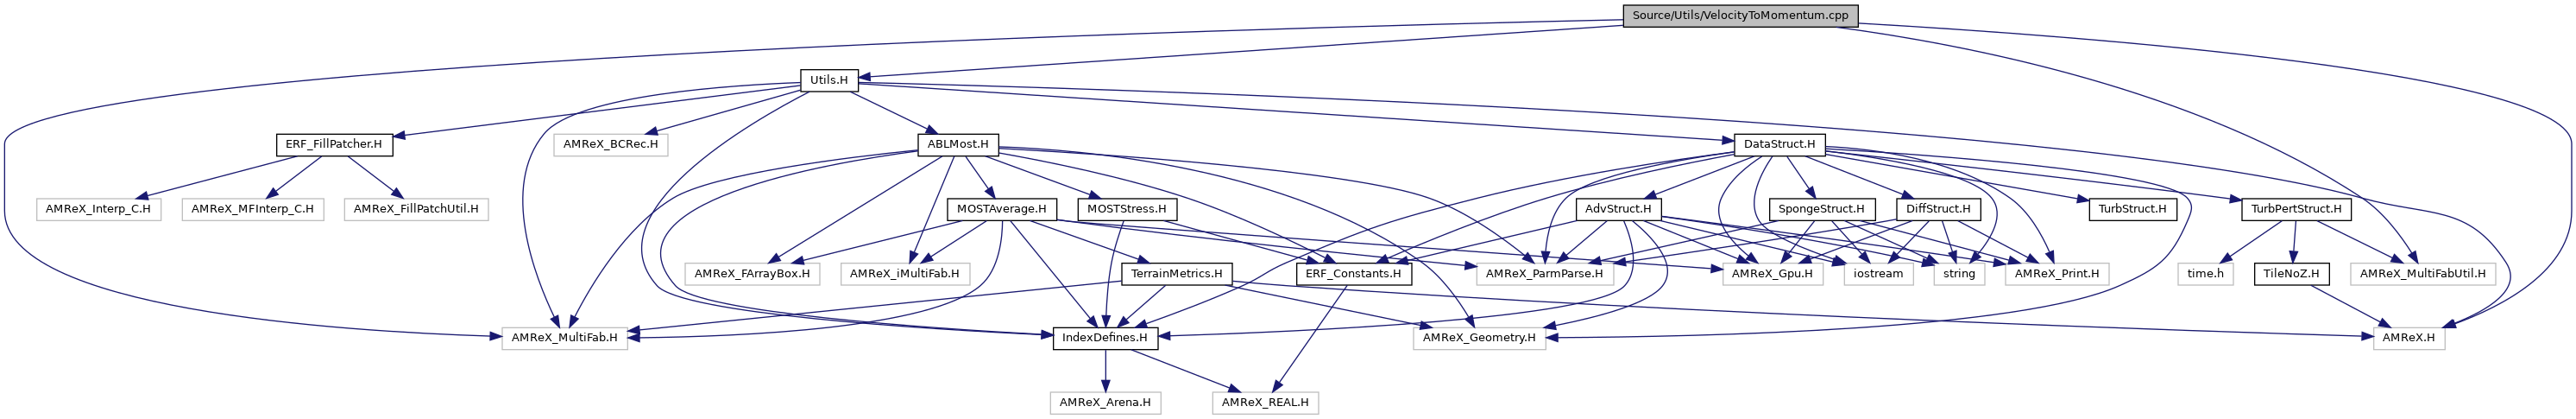 Source/Utils/VelocityToMomentum.cpp
Utils.H
ERF_FillPatcher.H
AMReX_BCRec.H
ABLMost.H
DataStruct.H
AMReX_Interp_C.H
AMReX_MFInterp_C.H
AMReX_FillPatchUtil.H
MOSTAverage.H
MOSTStress.H
AdvStruct.H
SpongeStruct.H
DiffStruct.H
TurbStruct.H
TurbPertStruct.H
AMReX_FArrayBox.H
AMReX_iMultiFab.H
TerrainMetrics.H
ERF_Constants.H
AMReX_ParmParse.H
AMReX_Gpu.H
iostream
string
AMReX_Print.H
time.h
TileNoZ.H
AMReX_MultiFabUtil.H
AMReX_MultiFab.H
IndexDefines.H
AMReX_Geometry.H
AMReX.H
AMReX_Arena.H
AMReX_REAL.H